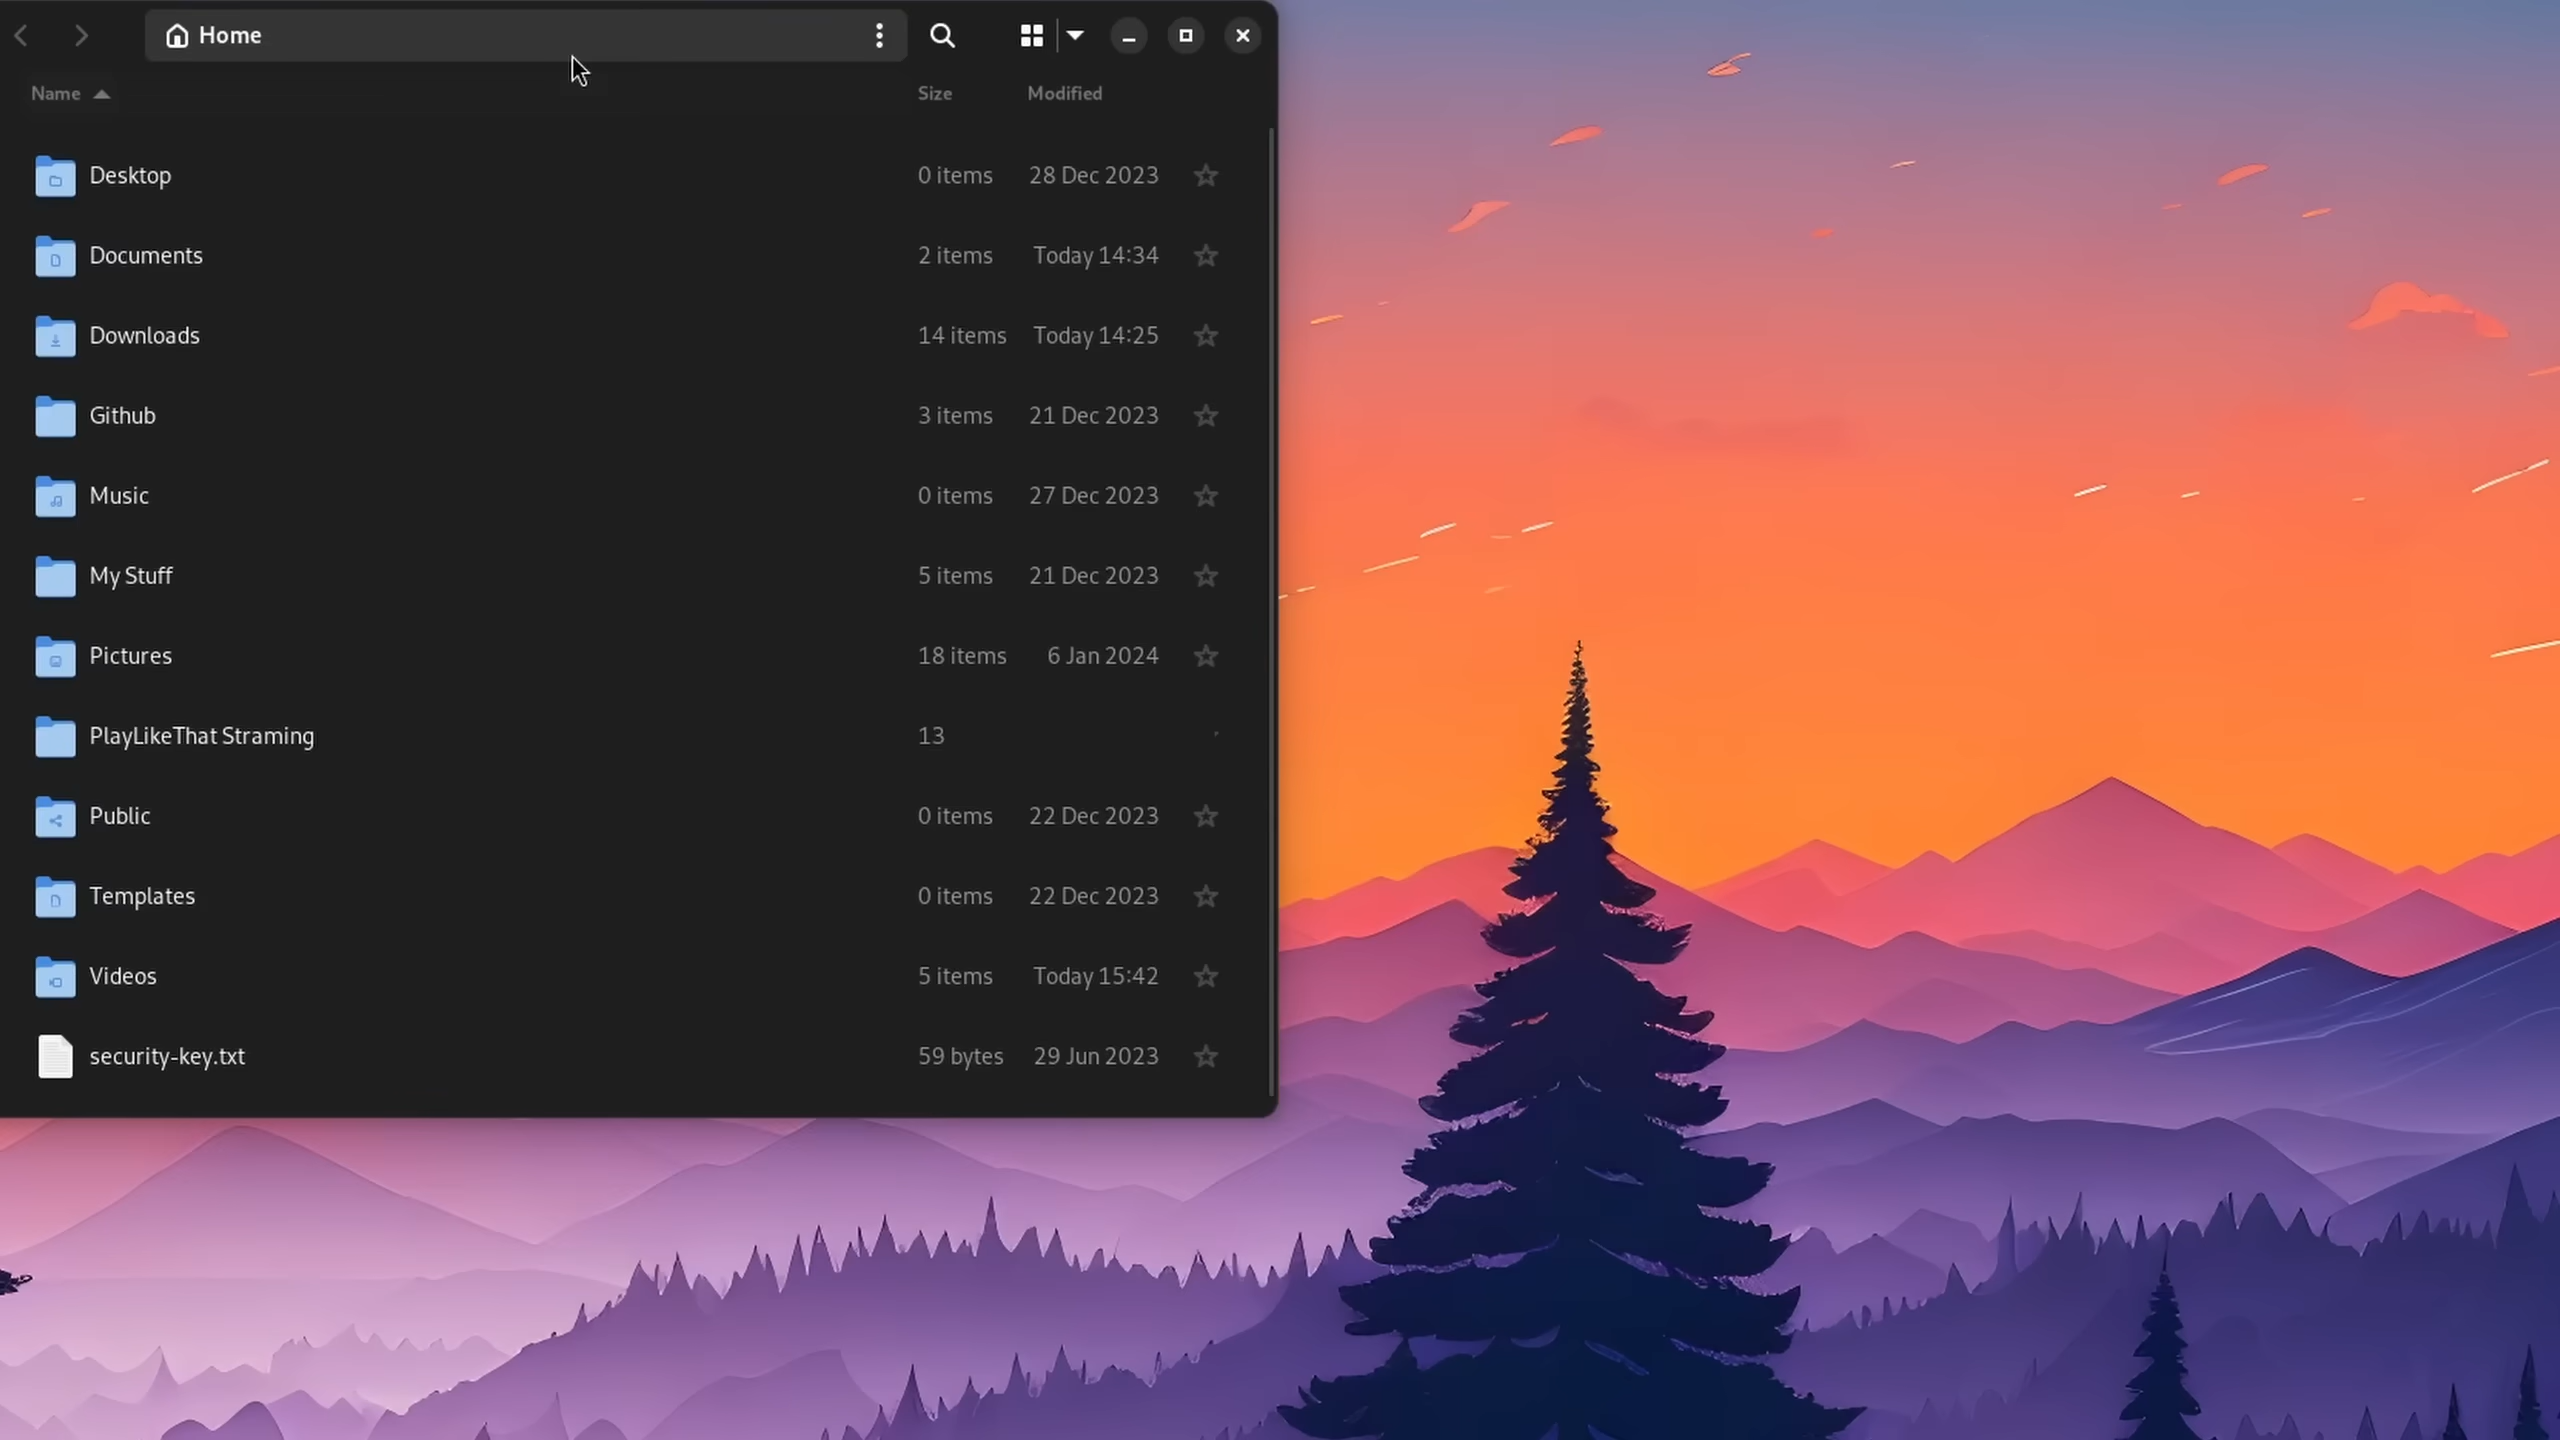 Home
Name Size Modified
Desktop 0 items 28 Dec 2023
Documents 2 items Today 14:34
Downloads 14 items Today 14:25
Github 3 items 21 Dec 2023
Music 0 items 27 Dec 2023
My Stuff 5 items 21 Dec 2023
Pictures 18 items 6 Jan 2024
PlayLikeThat Straming 13
Public 0 items 22 Dec 2023
Templates 0 items 22 Dec 2023
Videos 5 items Today 15:42
security-key.txt 59 bytes 29 Jun 2023